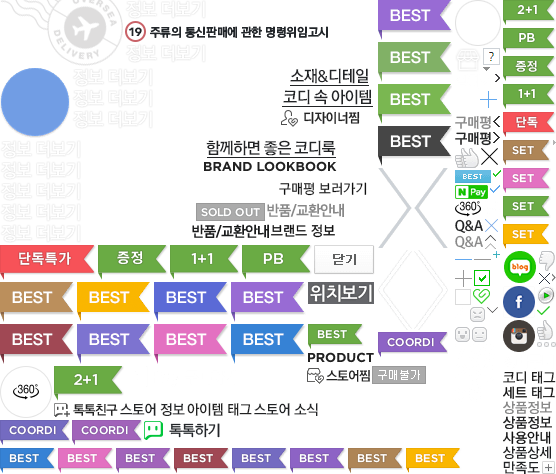 OVERSEA
DELIVERY
정보 더보기
19 주류의 통신판매에 관한 명령위임고시
정보 더보기
정보 더보기
정보 더보기
소재&디테일
코디 속 아이템
디자이너찜
정보 더보기
정보 더보기
정보 더보기
정보 더보기
정보 더보기
함께하면 좋은 코디룩
BRAND LOOKBOOK
구매평 보러가기
SOLD OUT 반품/교환안내
반품/교환안내 브랜드 정보
단독특가 증정 1+1 PB 닫기
BEST BEST BEST BEST 위치보기
BEST BEST BEST BEST BEST
PRODUCT
360° 2+1 스토어찜 구매불가
톡톡친구 스토어 정보 아이템 태그 스토어 소식
COORDI COORDI 톡톡하기
BEST BEST BEST BEST BEST BEST BEST BEST
BEST
BEST
BEST
BEST
COORDI
?
구매평
구매평
BEST
N Pay
360°
Q&A
Q&A
2+1
PB
증정
1+1
단독
SET
SET
SET
SET
blog
f
코디 태그
세트 태그
상품정보
상품정보
사용안내
상품상세
만족도